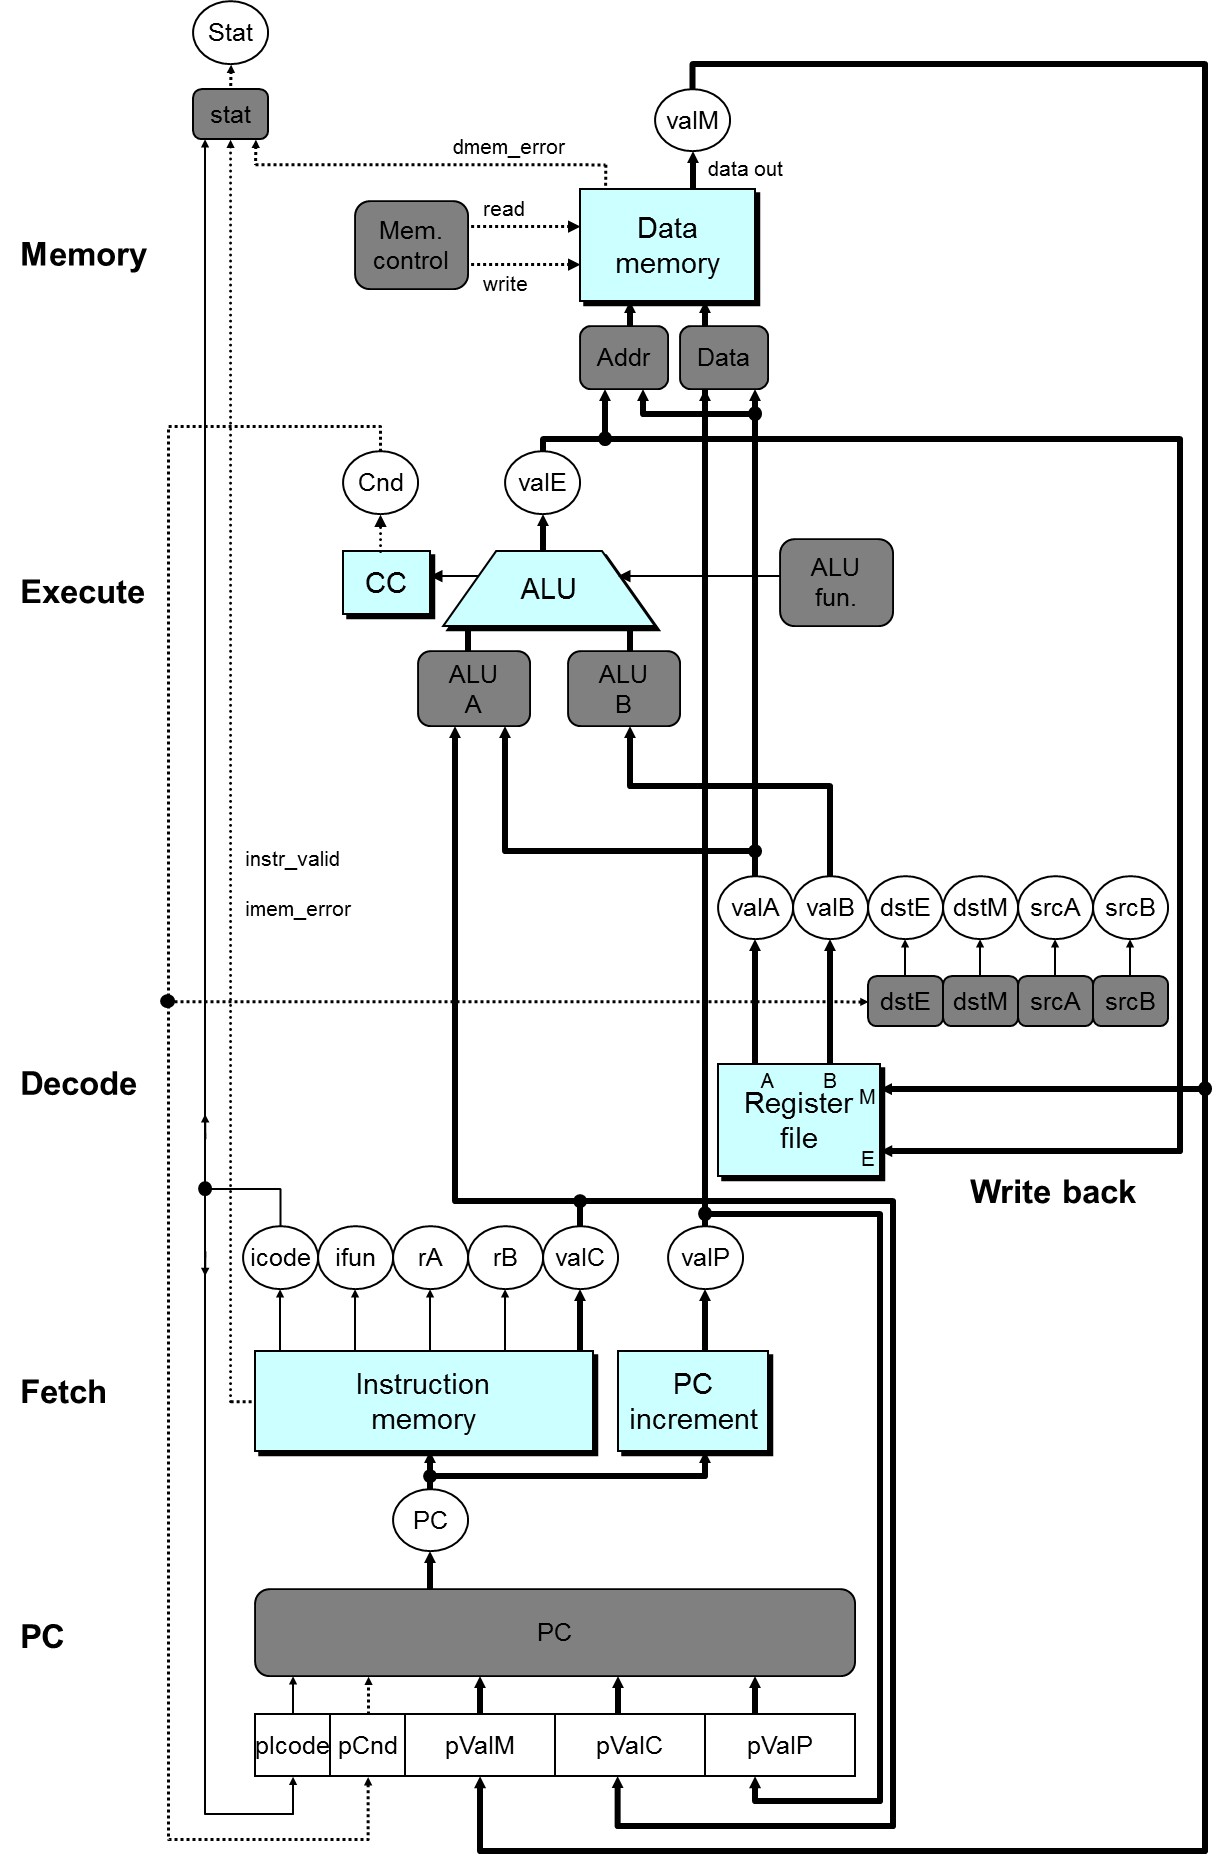 Stat
stat
valM
dmem_error
data out
read
Mem.
control
write
Data
memory
Memory
Addr
Data
Cnd
valE
CC
ALU
ALU
fun.
Execute
ALU
A
ALU
B
instr_valid
imem_error
valA
valB
dstE
dstM
srcA
srcB
dstE
dstM
srcA
srcB
Decode
A
B
M
Register
file
E
Write back
icode
ifun
rA
rB
valC
valP
Fetch
Instruction
memory
PC
increment
PC
PC
PC
pIcode
pCnd
pValM
pValC
pValP